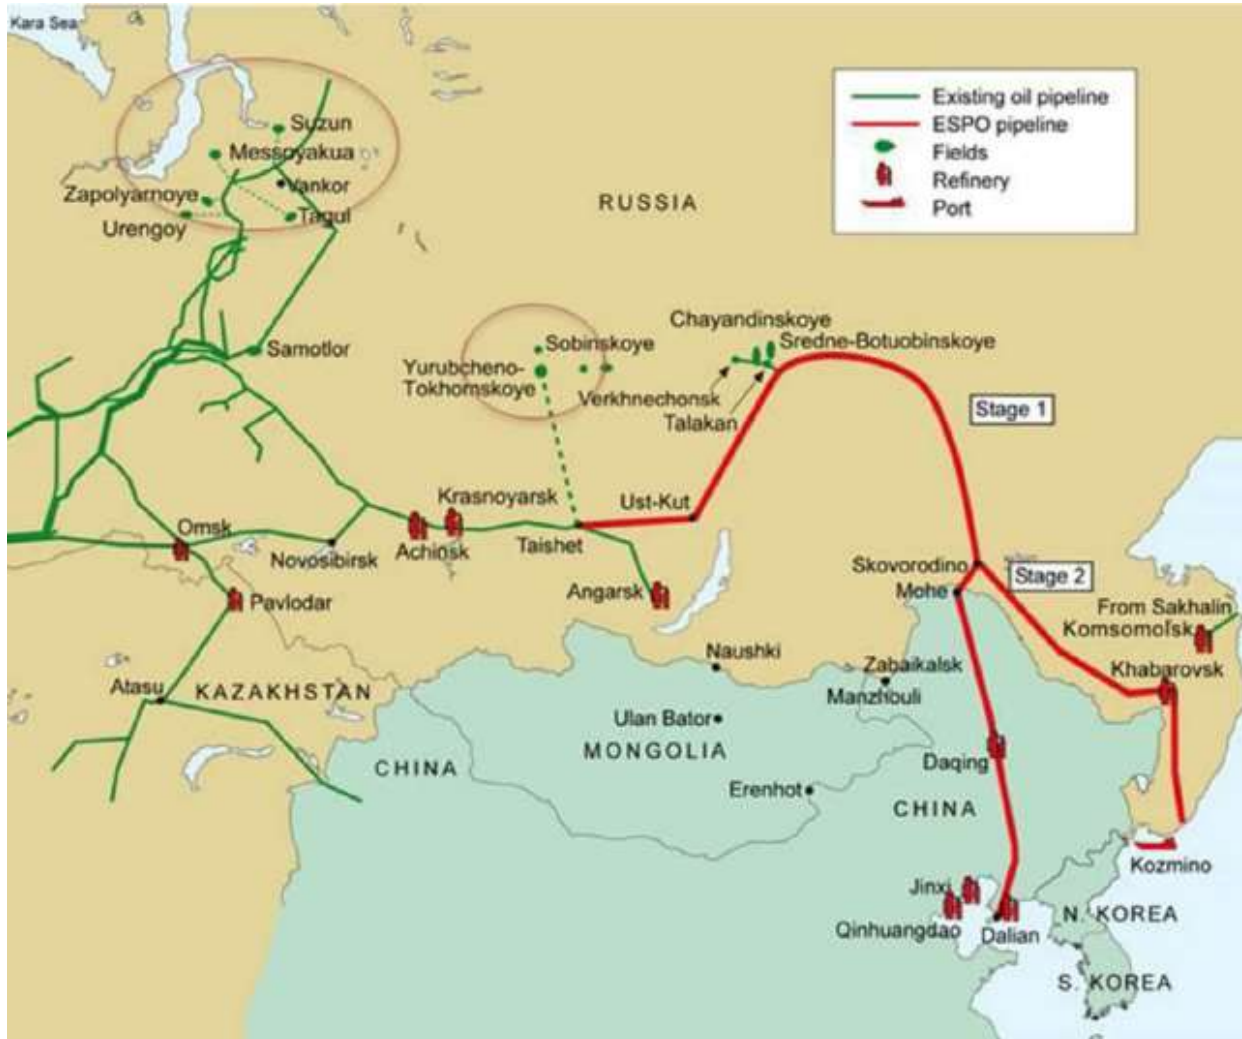 Kara Sea
Existing oil pipeline
ESPO pipeline
Fields
Refinery
Port
Suzun
Messoyakua
Vankor
Zapolyarnoye
Tagul
Urengoy
RUSSIA
Samotlor
Chayandinskoye
Sobinskoye
Sredne-Botuobinskoye
Yurubcheno-
Tokhomskoye
Verkhnechonsk
Talakan
Stage 1
Krasnoyarsk
Ust-Kut
Omsk
Novosibirsk
Achinsk
Taishet
Skovorodino
Stage 2
Mohe
Angarsk
Pavlodar
From Sakhalin
Komsomol'sk
Naushki
Zabaikalsk
Khabarovsk
Atasu
KAZAKHSTAN
Manzhouli
Ulan Bator
MONGOLIA
CHINA
Daqing
Erenhot
CHINA
Kozmino
Jinxi
Qinhuangdao
Dalian
N. KOREA
S. KOREA